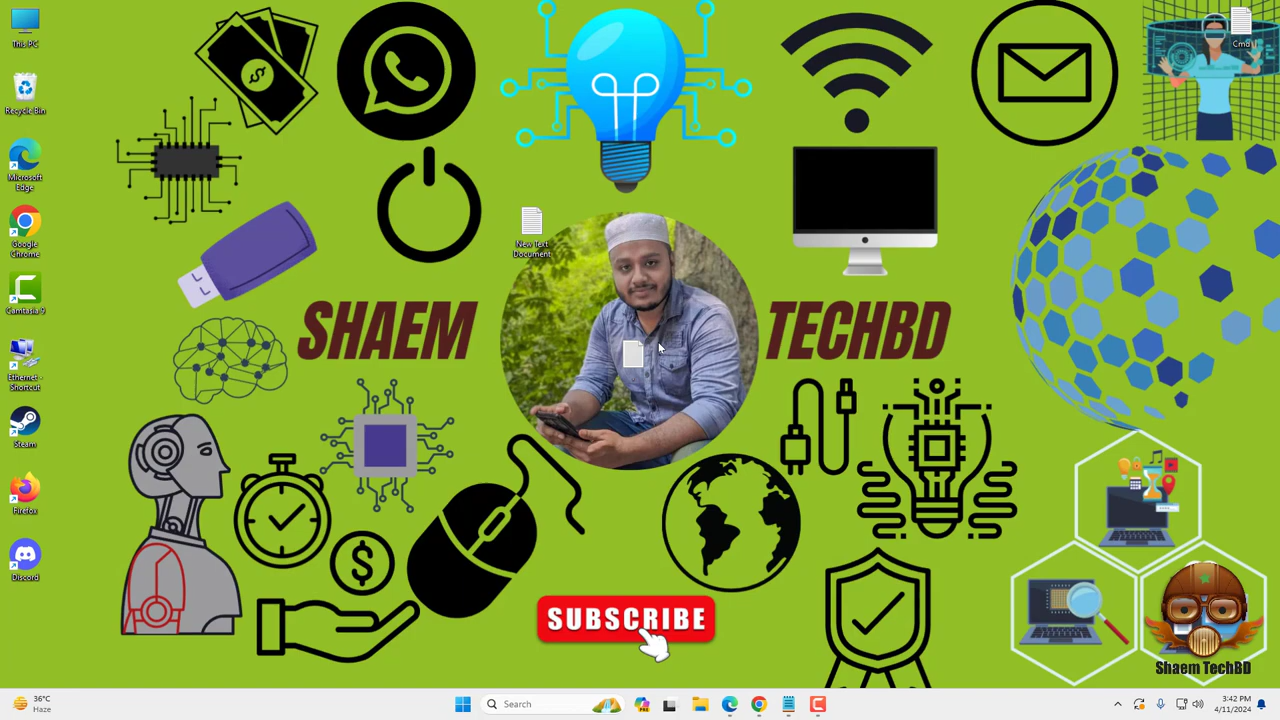 This PC
Recycle Bin
Microsoft
Edge
Google
Chrome
Camtasia 9
Ethernet -
Shortcut
Steam
Firefox
Discord
New Text
Document
Cmd
SHAEM
TECHBD
SUBSCRIBE
Shaem TechBD
36°C
Haze
Search
3:42 PM
4/11/2024